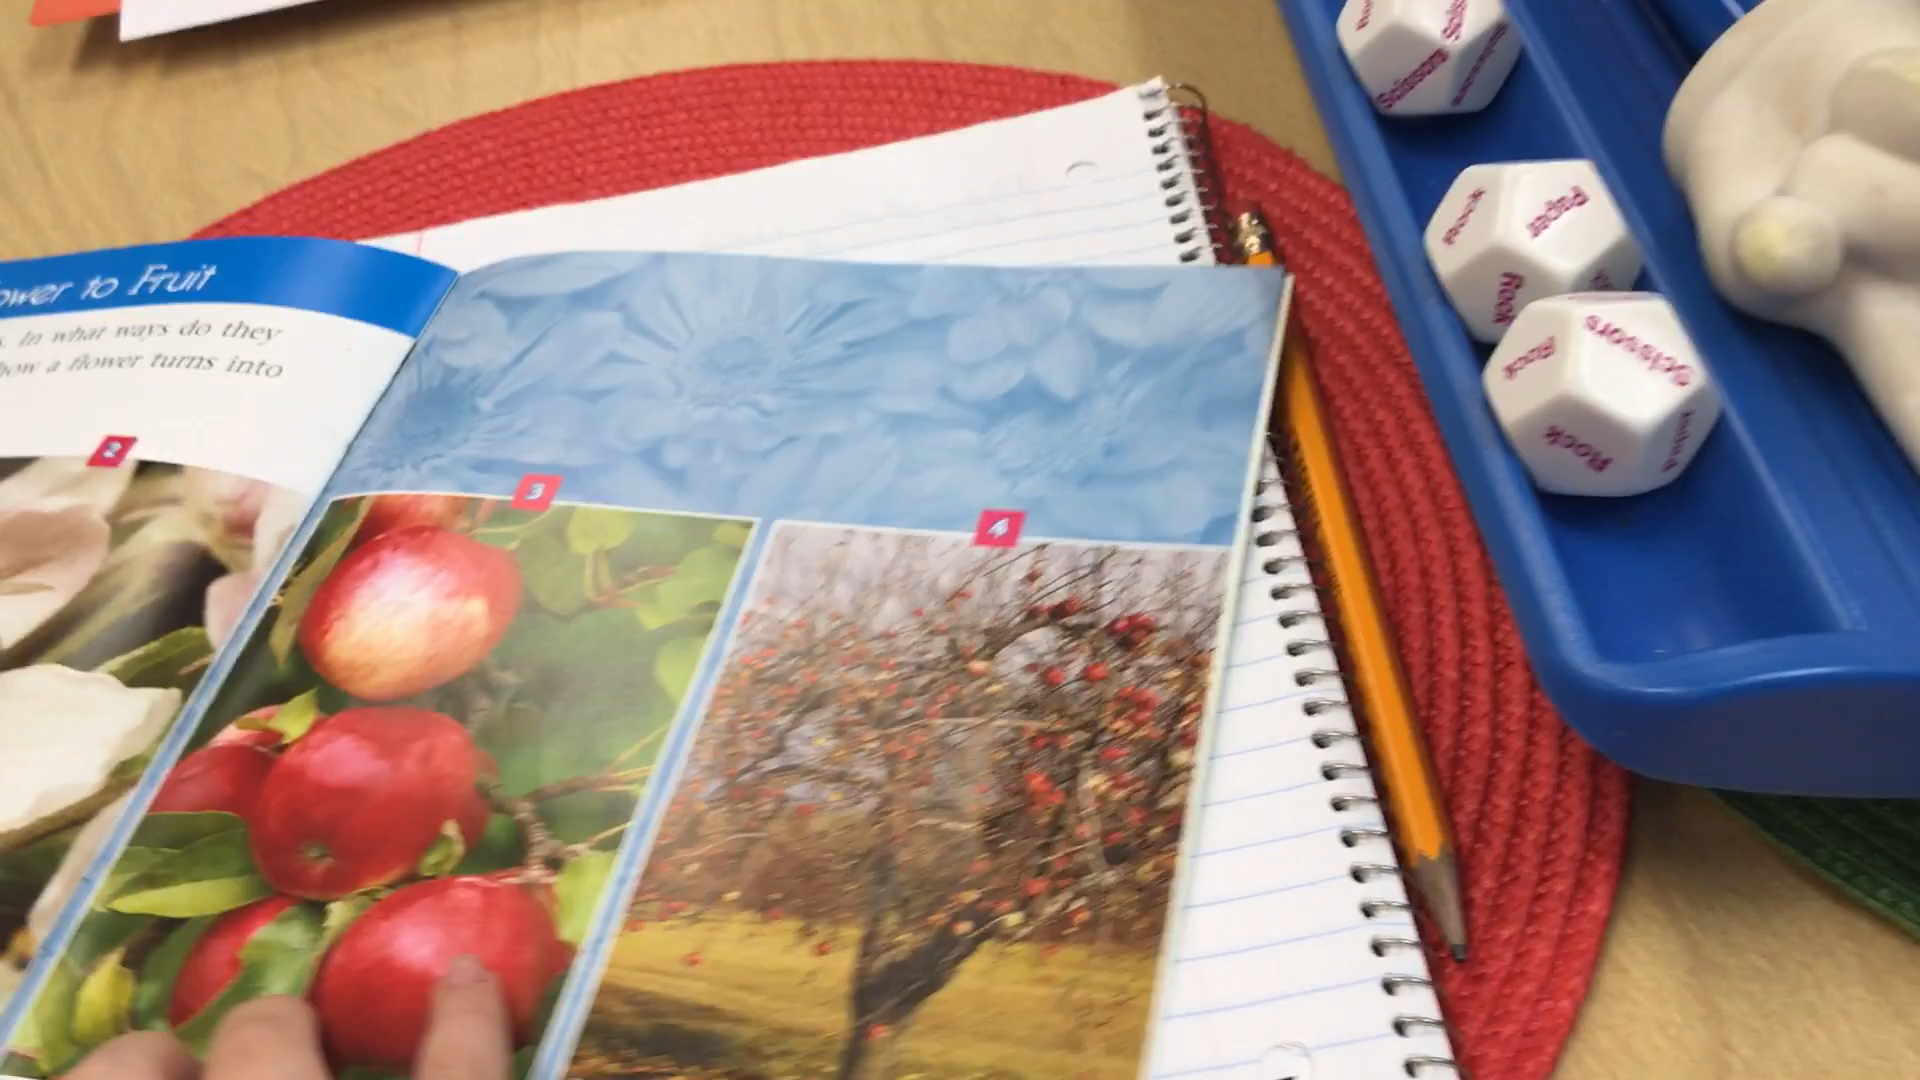 ower to Fruit
s. In what ways do they
how a flower turns into
2
3
4
Scissors
Paper
Rock
Scissors
Rock
Rock